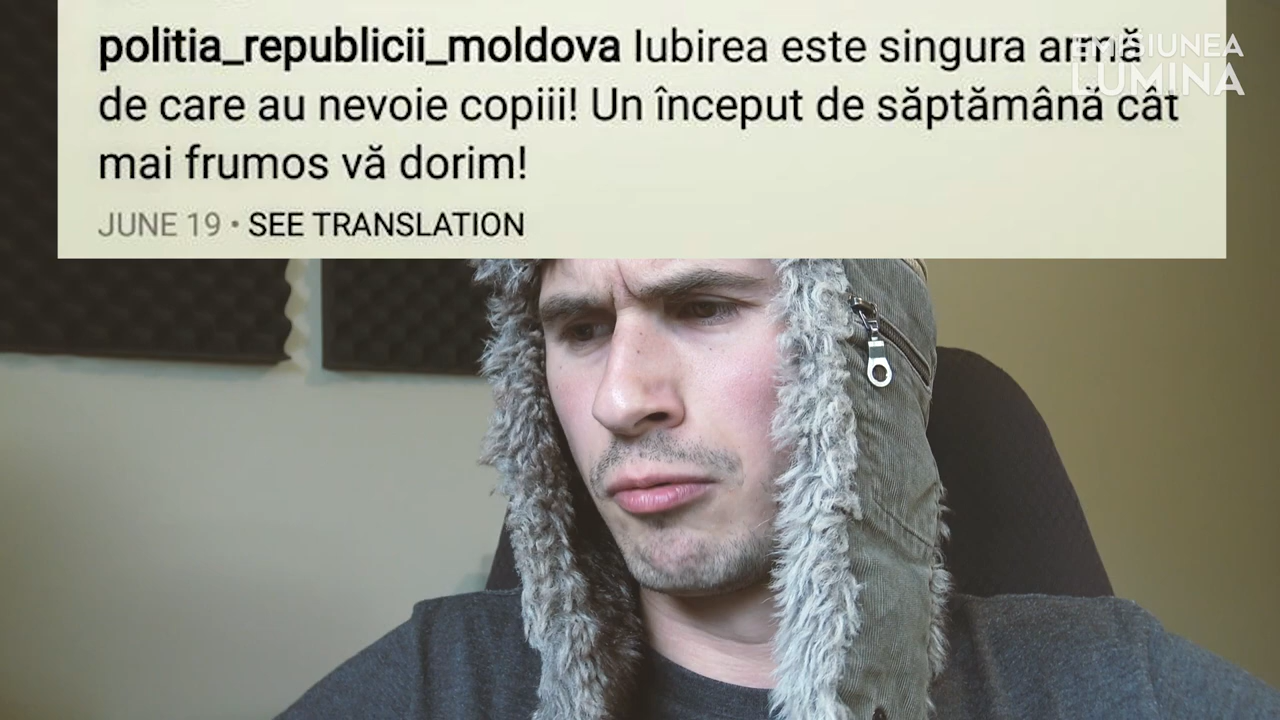 politia_republicii_moldova Iubirea este singura armă
de care au nevoie copiii! Un început de săptămână cât
mai frumos vă dorim!
JUNE 19 • SEE TRANSLATION
EMISIUNEA
LUMINA